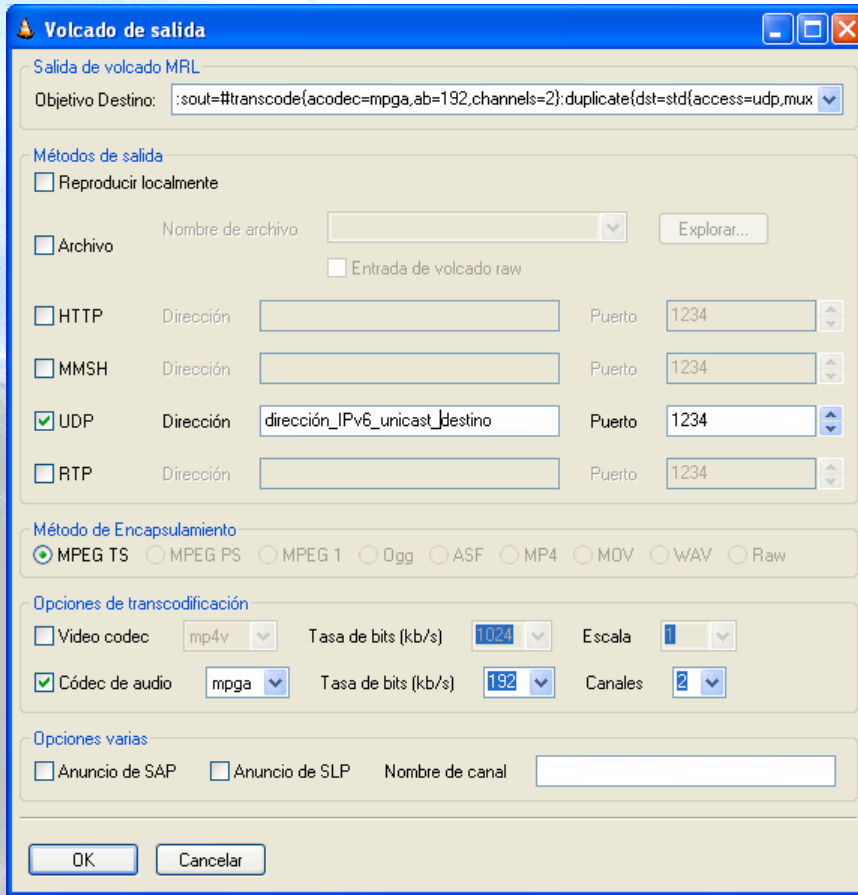 Volcado de salida
Salida de volcado MRL
Objetivo Destino: :sout=#transcode{acodec=mpga,ab=192,channels=2}:duplicate{dst=std{access=udp,mux
Métodos de salida
Reproducir localmente
Archivo Nombre de archivo Explorar...
Entrada de volcado raw
HTTP Dirección Puerto 1234
MMSH Dirección Puerto 1234
UDP Dirección dirección_IPv6_unicast_destino Puerto 1234
RTP Dirección Puerto 1234
Método de Encapsulamiento
MPEG TS MPEG PS MPEG 1 Ogg ASF MP4 MOV WAV Raw
Opciones de transcodificación
Video codec mp4v Tasa de bits (kb/s) 1024 Escala 1
Códec de audio mpga Tasa de bits (kb/s) 192 Canales 2
Opciones varias
Anuncio de SAP Anuncio de SLP Nombre de canal
OK Cancelar